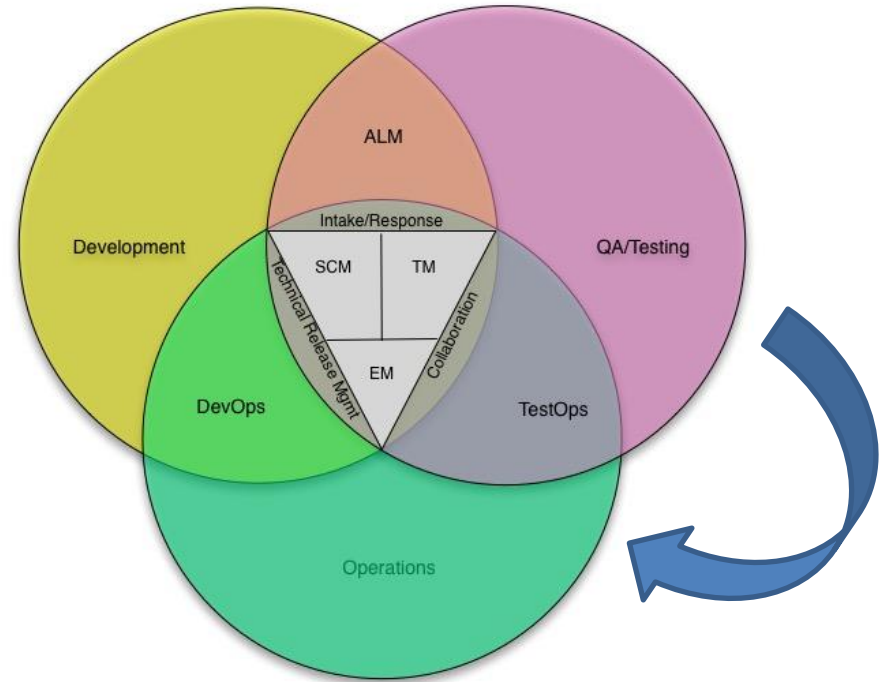 ALM
Intake/Response
Development
QA/Testing
SCM
TM
Technical Release Mgmt
Collaboration
EM
DevOps
TestOps
Operations